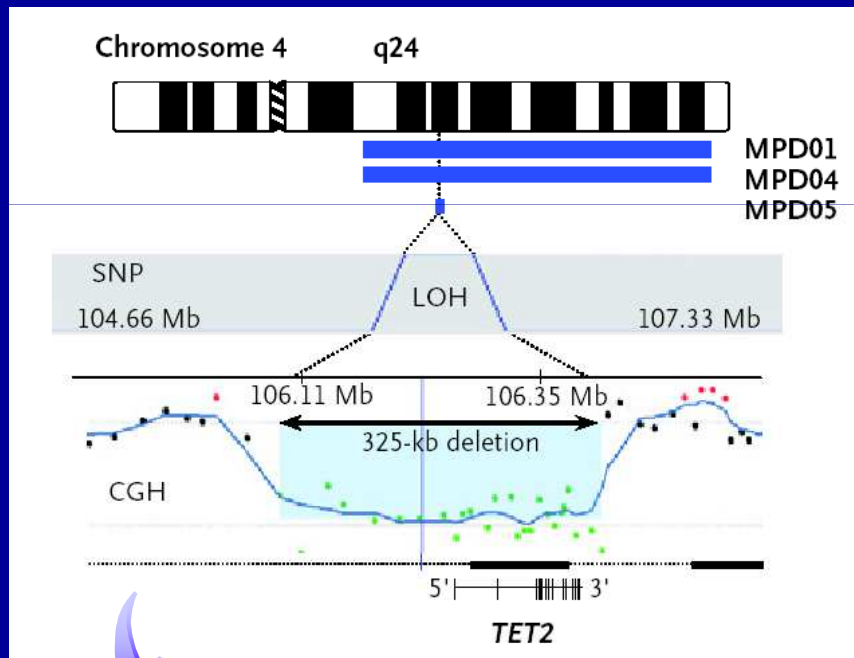 Chromosome 4 q24
MPD01
MPD04
MPD05
SNP
LOH
104.66 Mb 107.33 Mb
106.11 Mb 106.35 Mb
325-kb deletion
CGH
5' 3'
TET2